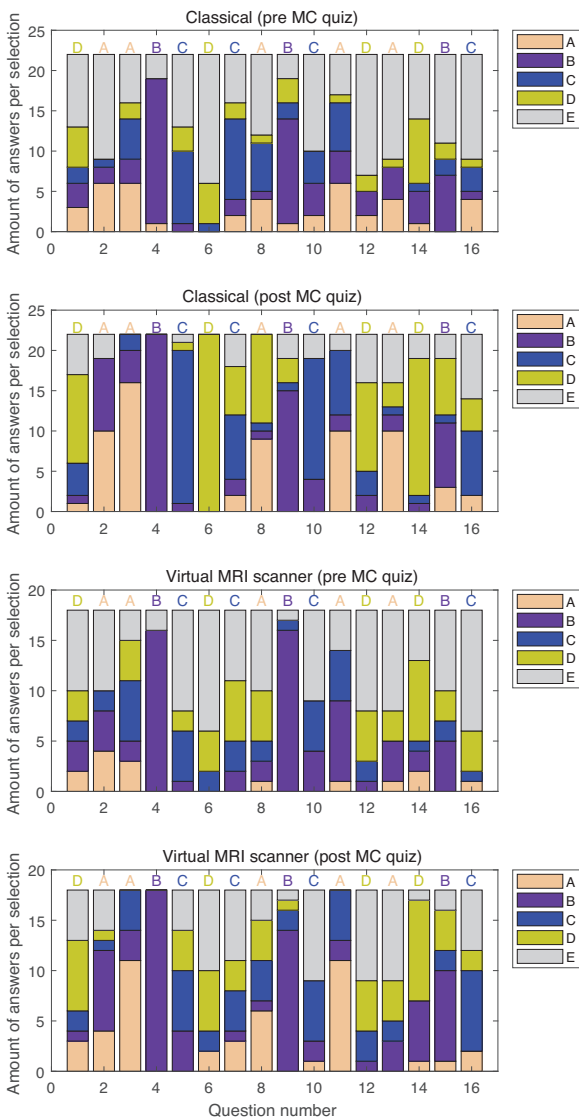 Classical (pre MC quiz)
D A A B C D C A B C A D A D B C
25
20
15
10
5
0
2 4 6 8 10 12 14 16
Amount of answers per selection
A
B
C
D
E
Classical (post MC quiz)
D A A B C D C A B C A D A D B C
25
20
15
10
5
0
2 4 6 8 10 12 14 16
Amount of answers per selection
A
B
C
D
E
Virtual MRI scanner (pre MC quiz)
D A A B C D C A B C A D A D B C
20
15
10
5
0
2 4 6 8 10 12 14 16
Amount of answers per selection
A
B
C
D
E
Virtual MRI scanner (post MC quiz)
D A A B C D C A B C A D A D B C
20
15
10
5
0
2 4 6 8 10 12 14 16
Amount of answers per selection
Question number
A
B
C
D
E